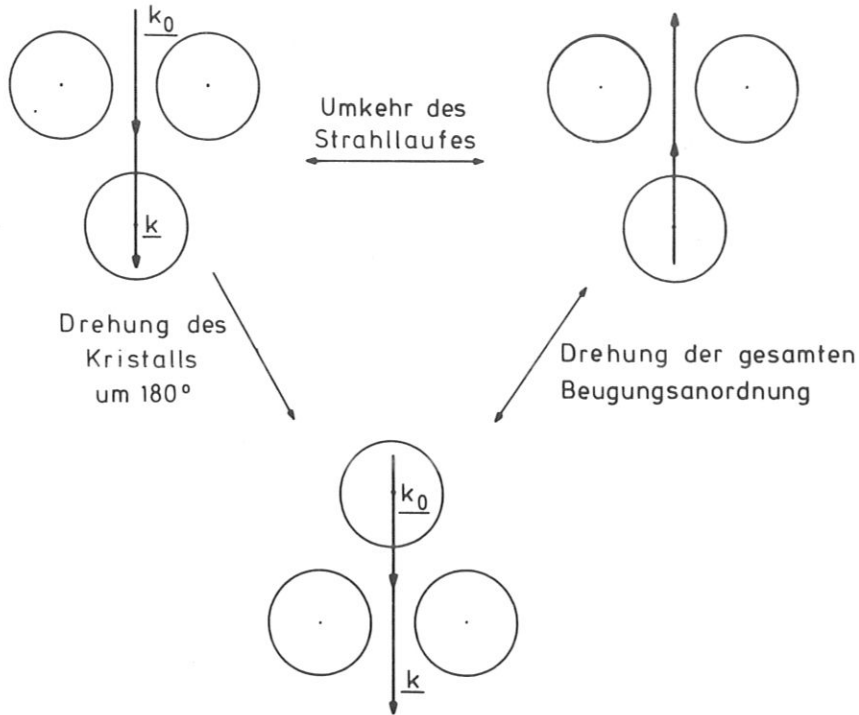 k0
Umkehr des
Strahllaufes
k
Drehung des
Kristalls
um 180°
Drehung der gesamten
Beugungsanordnung
k0
k